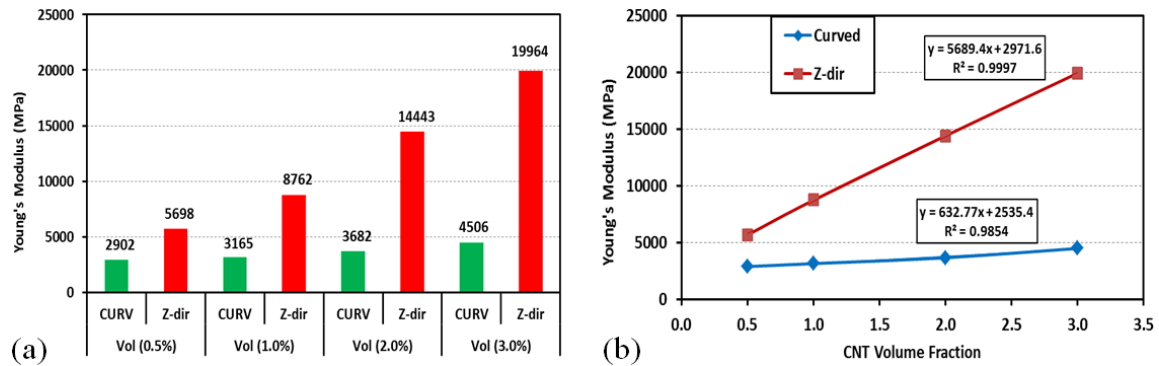 Young's Modulus (MPa)
25000
20000
15000
10000
5000
0
2902
5698
3165
8762
3682
14443
4506
19964
CURV Z-dir CURV Z-dir CURV Z-dir CURV Z-dir
Vol (0.5%) Vol (1.0%) Vol (2.0%) Vol (3.0%)
(a)
Young's Modulus (MPa)
25000
20000
15000
10000
5000
0
Curved
Z-dir
y = 5689.4x + 2971.6
R² = 0.9997
y = 632.77x + 2535.4
R² = 0.9854
0.0 0.5 1.0 1.5 2.0 2.5 3.0 3.5
CNT Volume Fraction
(b)